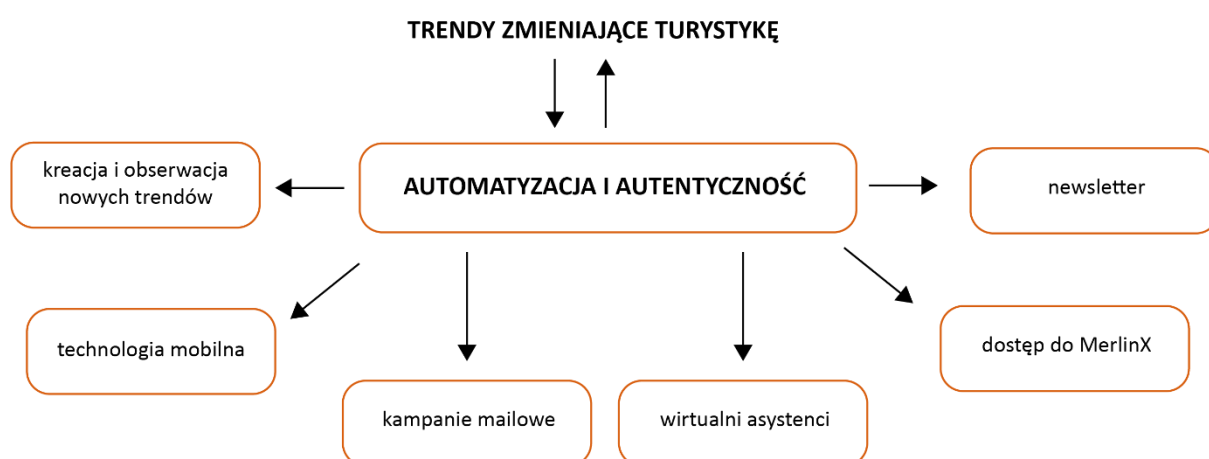 TRENDY ZMIENIAJĄCE TURYSTYKĘ
kreacja i obserwacja
nowych trendów
AUTOMATYZACJA I AUTENTYCZNOŚĆ
newsletter
technologia mobilna
dostęp do MerlinX
kampanie mailowe
wirtualni asystenci